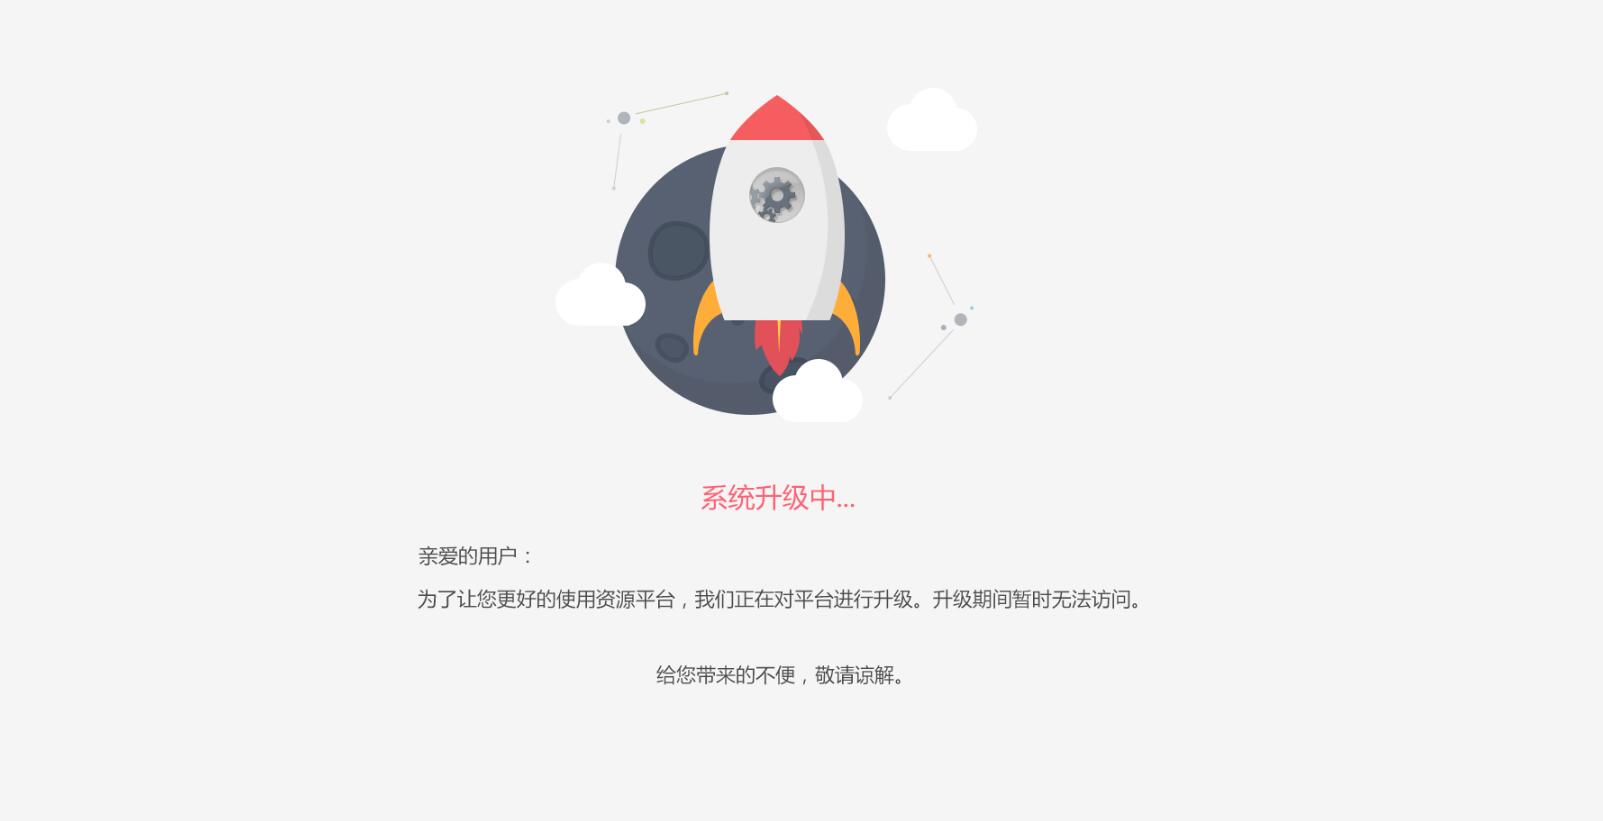 系统升级中...
亲爱的用户：
为了让您更好的使用资源平台，我们正在对平台进行升级。升级期间暂时无法访问。
给您带来的不便，敬请谅解。